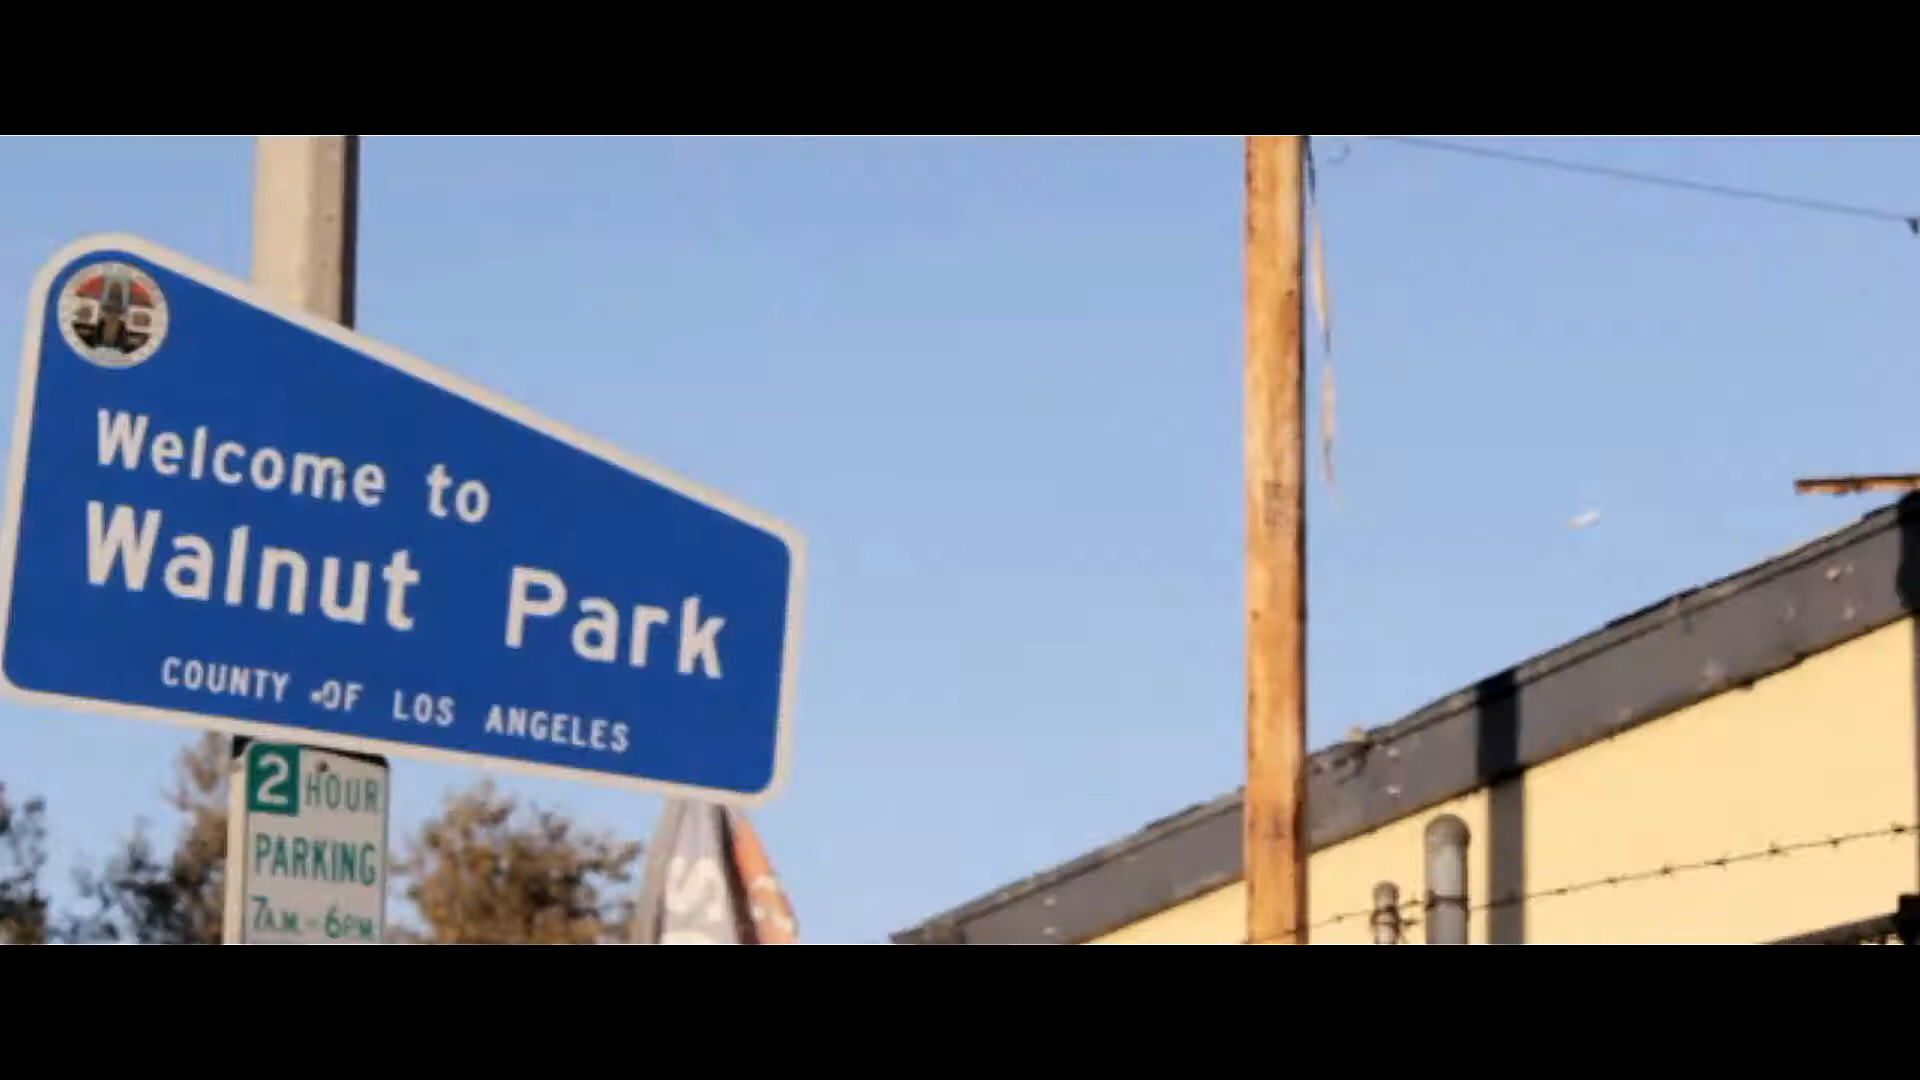 Welcome to
Walnut Park
COUNTY OF LOS ANGELES
2 HOUR
PARKING
7A.M. - 6P.M.